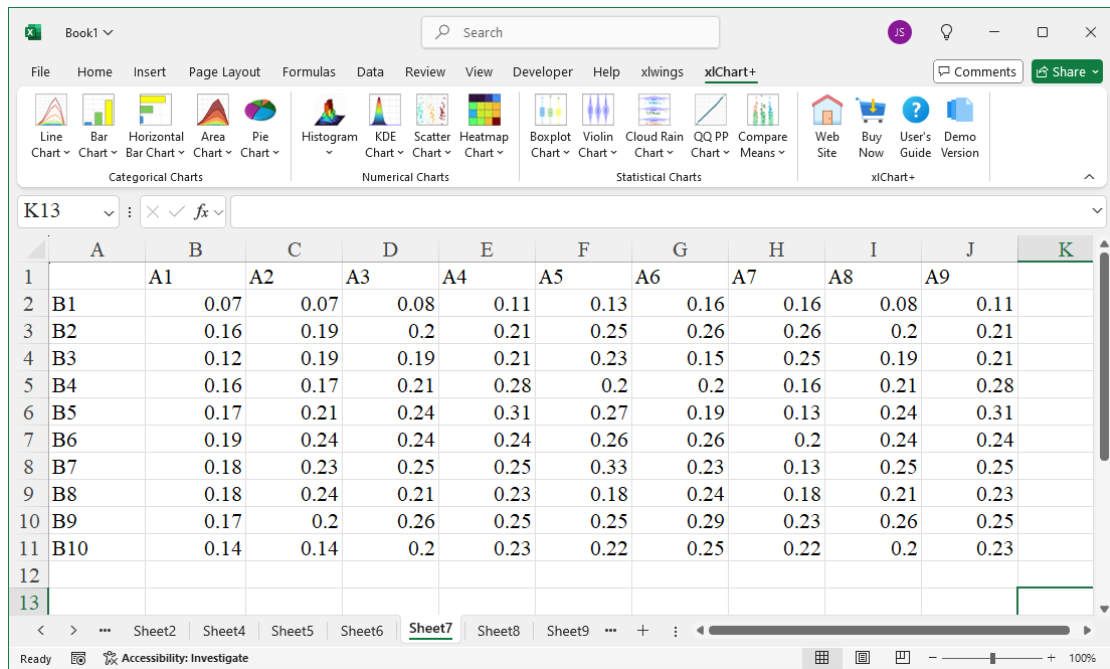 Book1 Search JS
File Home Insert Page Layout Formulas Data Review View Developer Help xlwings xlChart+ Comments Share
Line Bar Horizontal Area Pie Histogram KDE Scatter Heatmap Boxplot Violin Cloud Rain QQ PP Compare Web Buy User's Demo
Chart Chart Bar Chart Chart Chart Chart Chart Chart Chart Chart Chart Chart Means Site Now Guide Version
Categorical Charts Numerical Charts Statistical Charts xlChart+
K13 fx
A B C D E F G H I J K
1 A1 A2 A3 A4 A5 A6 A7 A8 A9
2 B1 0.07 0.07 0.08 0.11 0.13 0.16 0.16 0.08 0.11
3 B2 0.16 0.19 0.2 0.21 0.25 0.26 0.26 0.2 0.21
4 B3 0.12 0.19 0.19 0.21 0.23 0.15 0.25 0.19 0.21
5 B4 0.16 0.17 0.21 0.28 0.2 0.2 0.16 0.21 0.28
6 B5 0.17 0.21 0.24 0.31 0.27 0.19 0.13 0.24 0.31
7 B6 0.19 0.24 0.24 0.24 0.26 0.26 0.2 0.24 0.24
8 B7 0.18 0.23 0.25 0.25 0.33 0.23 0.13 0.25 0.25
9 B8 0.18 0.24 0.21 0.23 0.18 0.24 0.18 0.21 0.23
10 B9 0.17 0.2 0.26 0.25 0.25 0.29 0.23 0.26 0.25
11 B10 0.14 0.14 0.2 0.23 0.22 0.25 0.22 0.2 0.23
12
13
... Sheet2 Sheet4 Sheet5 Sheet6 Sheet7 Sheet8 Sheet9 ... +
Ready Accessibility: Investigate - + 100%